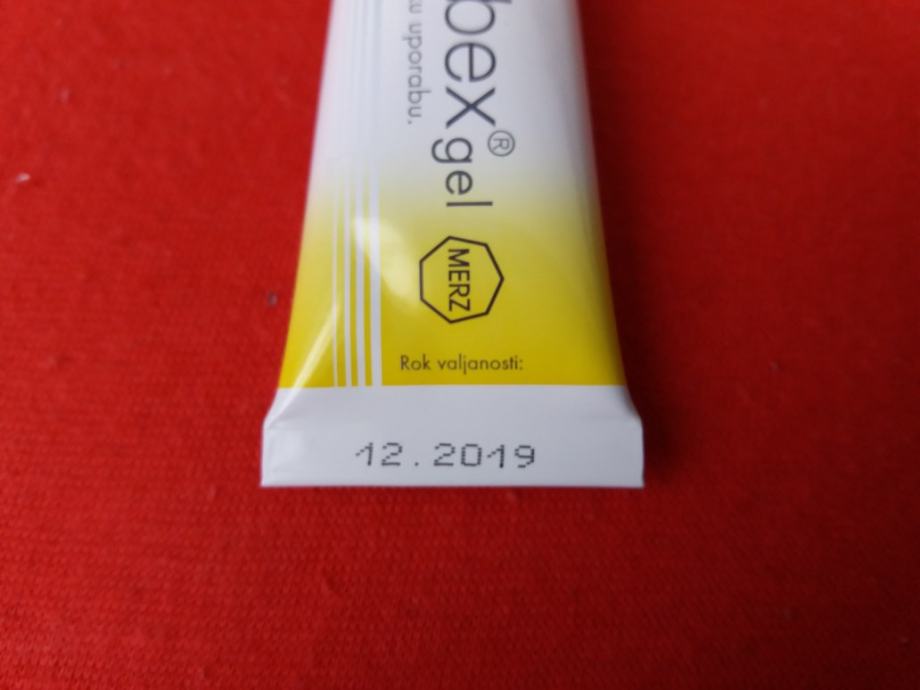 bex® gel
uporabu.
MERZ
Rok valjanosti:
12.2019